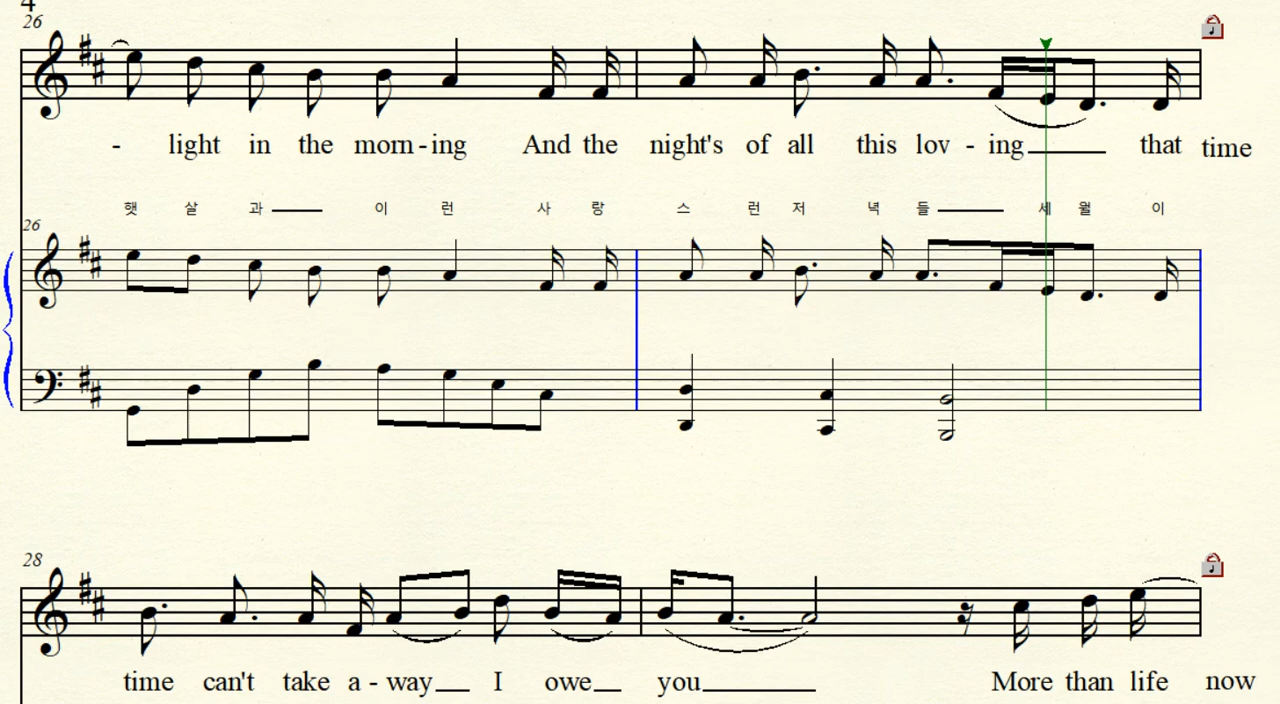 4
26
- light in the morn - ing And the night's of all this lov - ing that time
햇 살 과 이 런 사 랑 스 런 저 녁 들 세 월 이
26
28
time can't take a - way I owe you More than life now